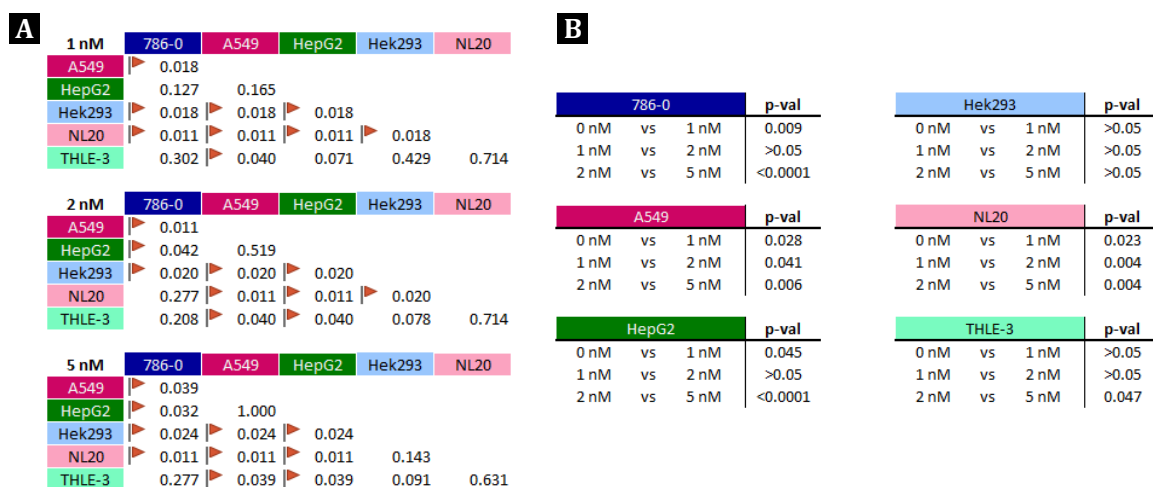 A
1 nM 786-0 A549 HepG2 Hek293 NL20
A549 0.018
HepG2 0.127 0.165
Hek293 0.018 0.018 0.018
NL20 0.011 0.011 0.011 0.018
THLE-3 0.302 0.040 0.071 0.429 0.714
2 nM 786-0 A549 HepG2 Hek293 NL20
A549 0.011
HepG2 0.042 0.519
Hek293 0.020 0.020 0.020
NL20 0.277 0.011 0.011 0.020
THLE-3 0.208 0.040 0.040 0.078 0.714
5 nM 786-0 A549 HepG2 Hek293 NL20
A549 0.039
HepG2 0.032 1.000
Hek293 0.024 0.024 0.024
NL20 0.011 0.011 0.011 0.143
THLE-3 0.277 0.039 0.039 0.091 0.631
B
786-0 p-val
0 nM vs 1 nM 0.009
1 nM vs 2 nM >0.05
2 nM vs 5 nM <0.0001
A549 p-val
0 nM vs 1 nM 0.028
1 nM vs 2 nM 0.041
2 nM vs 5 nM 0.006
HepG2 p-val
0 nM vs 1 nM 0.045
1 nM vs 2 nM >0.05
2 nM vs 5 nM <0.0001
Hek293 p-val
0 nM vs 1 nM >0.05
1 nM vs 2 nM >0.05
2 nM vs 5 nM >0.05
NL20 p-val
0 nM vs 1 nM 0.023
1 nM vs 2 nM 0.004
2 nM vs 5 nM 0.004
THLE-3 p-val
0 nM vs 1 nM >0.05
1 nM vs 2 nM >0.05
2 nM vs 5 nM 0.047